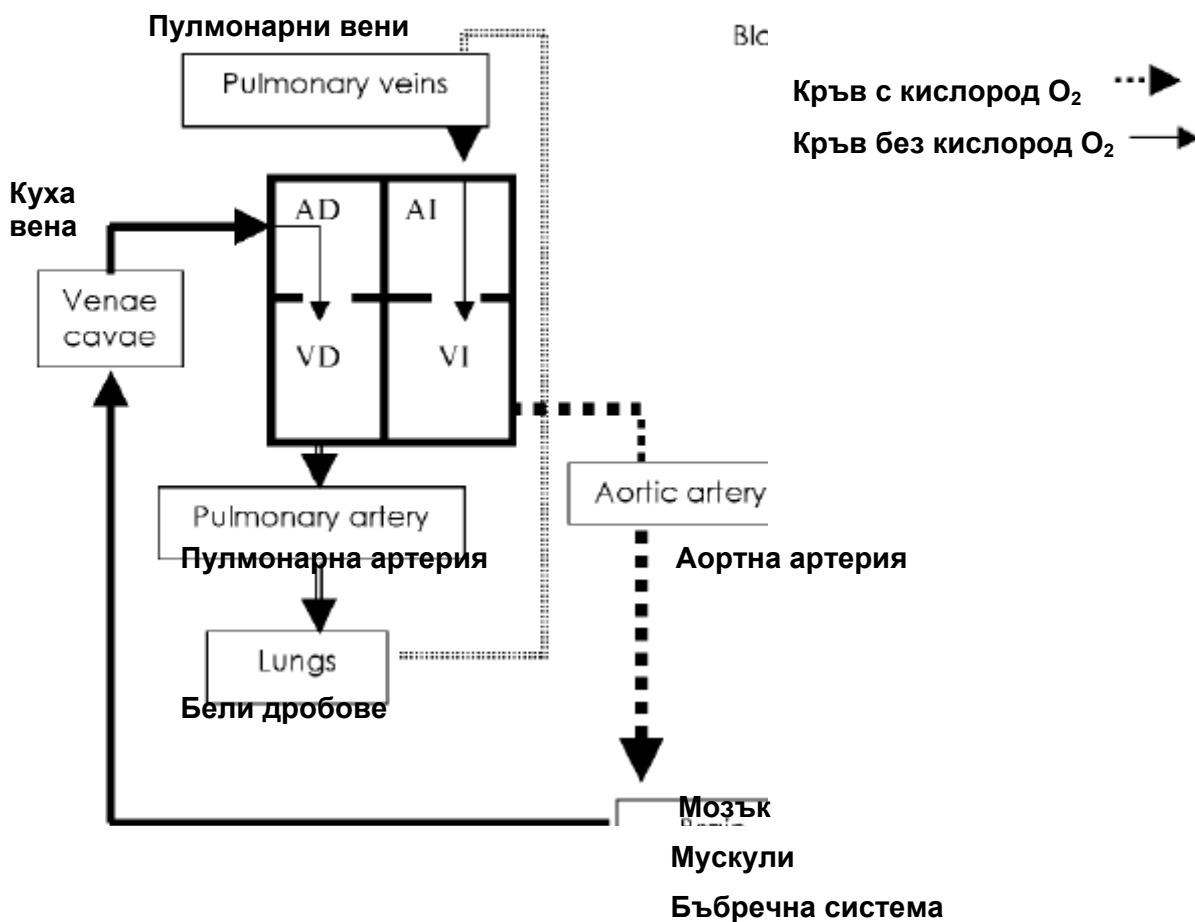 Пулмонарни вени
Pulmonary veins
Кръв с кислород O₂
Кръв без кислород O₂
Куха
вена
AD
AI
Venae
cavae
VD
VI
Pulmonary artery
Пулмонарна артерия
Aortic artery
Аортна артерия
Lungs
Бели дробове
Мозък
Мускули
Бъбречна система